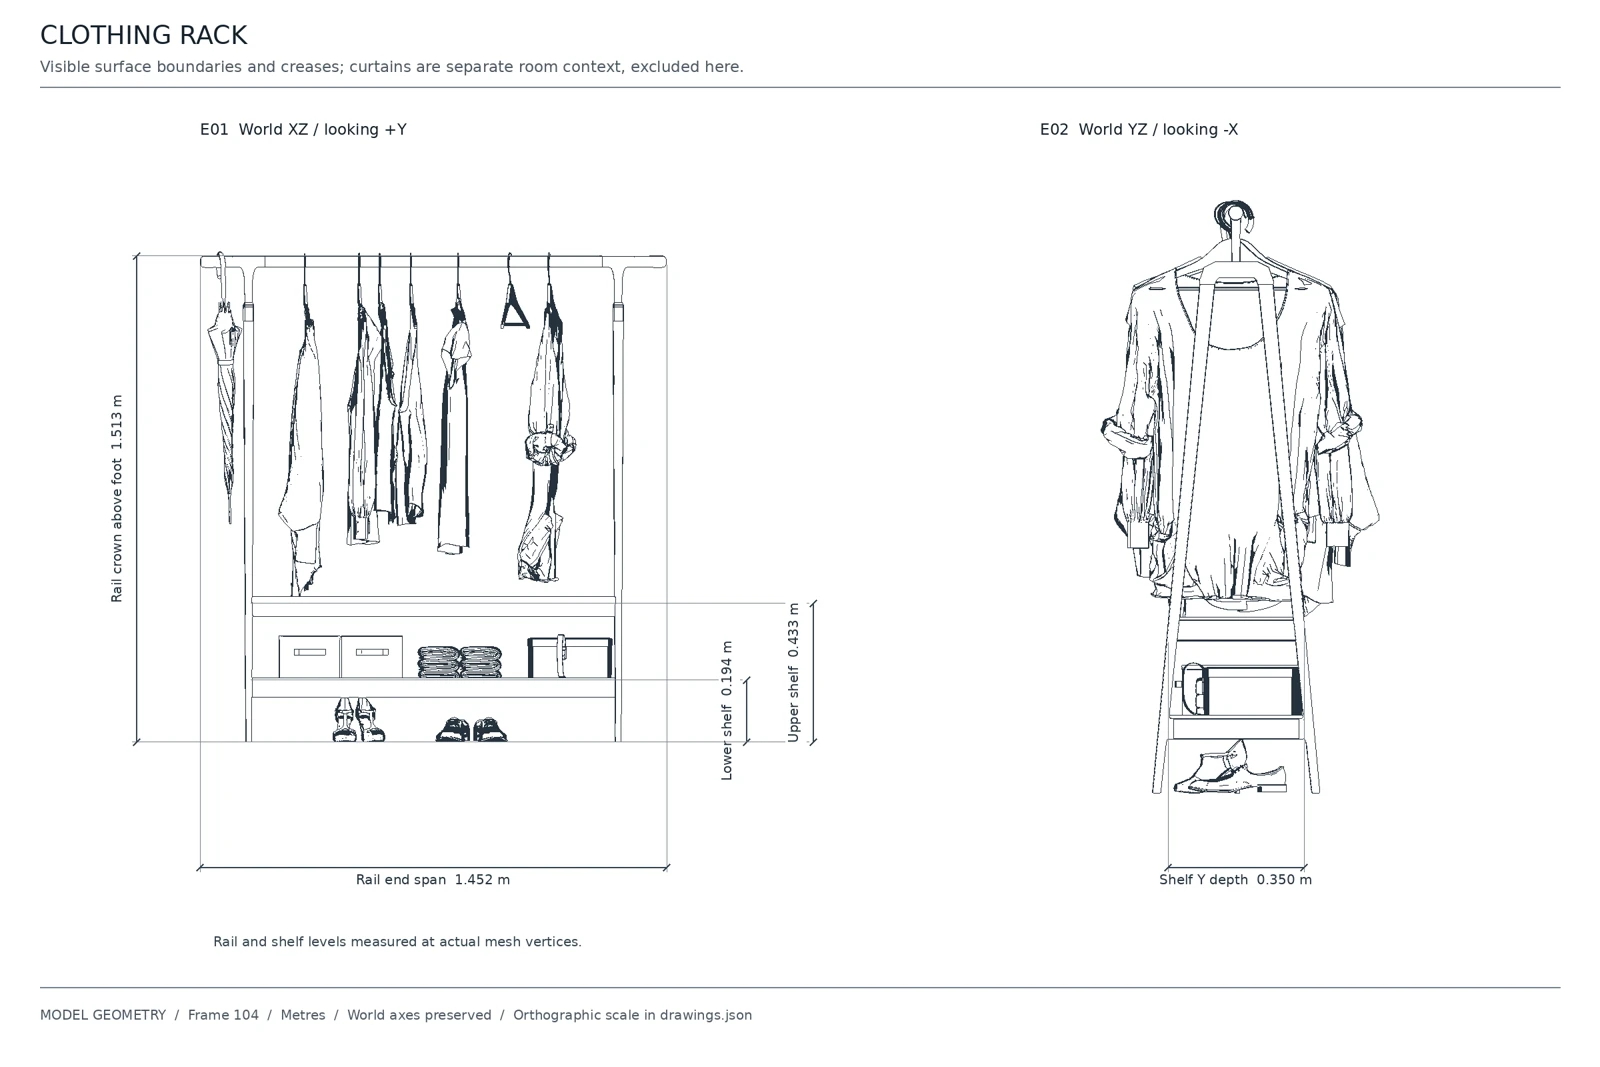 CLOTHING RACK
Visible surface boundaries and creases; curtains are separate room context, excluded here.
E01  World XZ / looking +Y
E02  World YZ / looking -X
Rail crown above foot  1.513 m
Lower shelf  0.194 m
Upper shelf  0.433 m
Rail end span  1.452 m
Shelf Y depth  0.350 m
Rail and shelf levels measured at actual mesh vertices.
MODEL GEOMETRY  /  Frame 104  /  Metres  /  World axes preserved  /  Orthographic scale in drawings.json